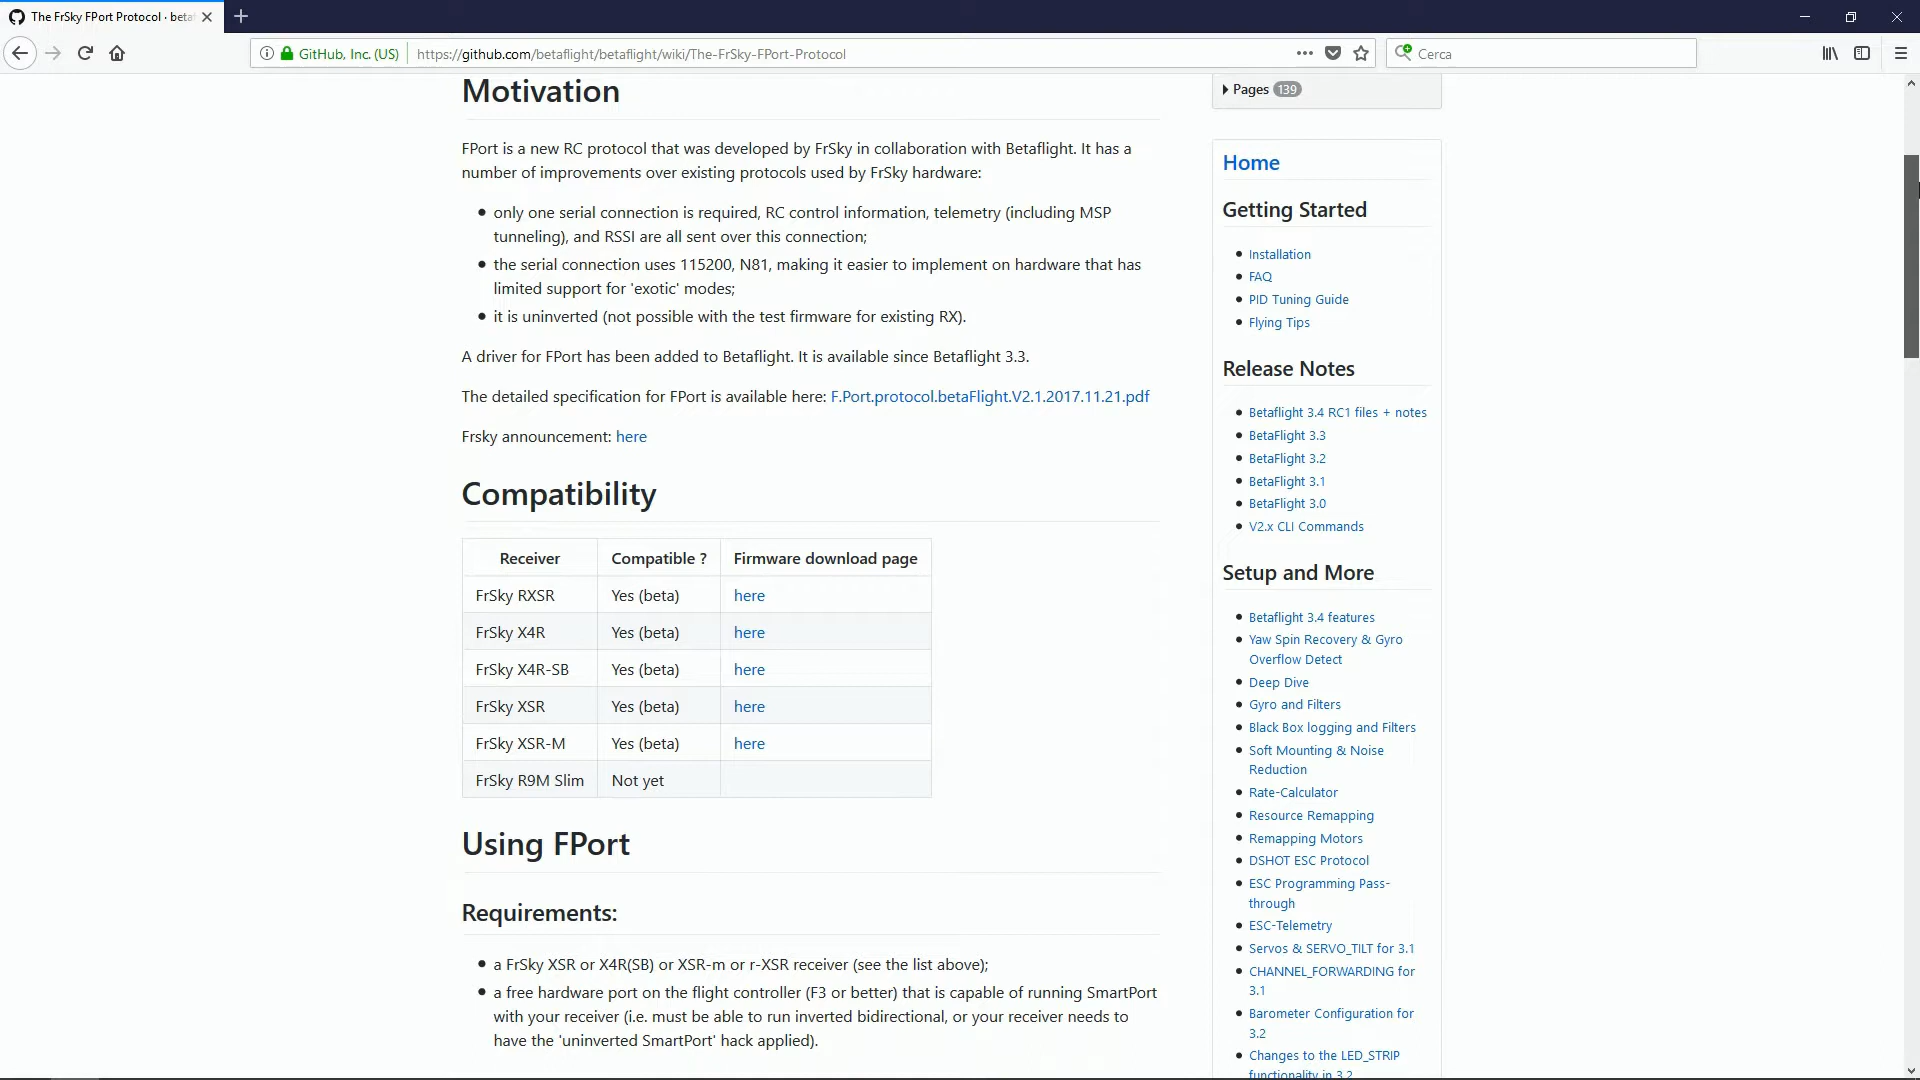 The FrSky FPort Protocol · beta
GitHub, Inc. (US)
https://github.com/betaflight/betaflight/wiki/The-FrSky-FPort-Protocol
Cerca
Motivation
FPort is a new RC protocol that was developed by FrSky in collaboration with Betaflight. It has a
number of improvements over existing protocols used by FrSky hardware:
only one serial connection is required, RC control information, telemetry (including MSP
tunneling), and RSSI are all sent over this connection;
the serial connection uses 115200, N81, making it easier to implement on hardware that has
limited support for 'exotic' modes;
it is uninverted (not possible with the test firmware for existing RX).
A driver for FPort has been added to Betaflight. It is available since Betaflight 3.3.
The detailed specification for FPort is available here: F.Port.protocol.betaFlight.V2.1.2017.11.21.pdf
Frsky announcement: here
Compatibility
Receiver Compatible ? Firmware download page
FrSky RXSR Yes (beta) here
FrSky X4R Yes (beta) here
FrSky X4R-SB Yes (beta) here
FrSky XSR Yes (beta) here
FrSky XSR-M Yes (beta) here
FrSky R9M Slim Not yet
Using FPort
Requirements:
a FrSky XSR or X4R(SB) or XSR-m or r-XSR receiver (see the list above);
a free hardware port on the flight controller (F3 or better) that is capable of running SmartPort
with your receiver (i.e. must be able to run inverted bidirectional, or your receiver needs to
have the 'uninverted SmartPort' hack applied).
Pages 139
Home
Getting Started
Installation
FAQ
PID Tuning Guide
Flying Tips
Release Notes
Betaflight 3.4 RC1 files + notes
BetaFlight 3.3
BetaFlight 3.2
BetaFlight 3.1
BetaFlight 3.0
V2.x CLI Commands
Setup and More
Betaflight 3.4 features
Yaw Spin Recovery & Gyro
Overflow Detect
Deep Dive
Gyro and Filters
Black Box logging and Filters
Soft Mounting & Noise
Reduction
Rate-Calculator
Resource Remapping
Remapping Motors
DSHOT ESC Protocol
ESC Programming Pass-
through
ESC-Telemetry
Servos & SERVO_TILT for 3.1
CHANNEL_FORWARDING for
3.1
Barometer Configuration for
3.2
Changes to the LED_STRIP
functionality in 3.2